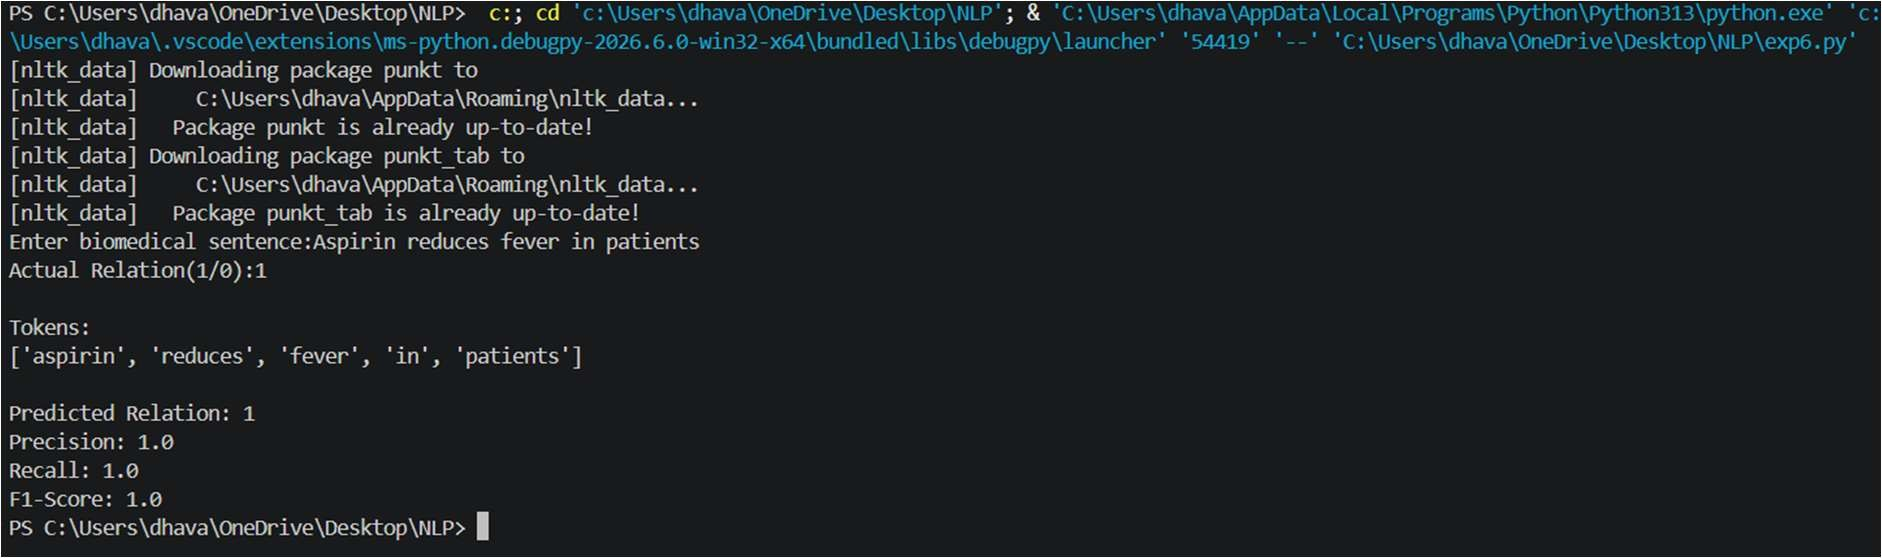 PS C:\Users\dhava\OneDrive\Desktop\NLP>  c:; cd 'c:\Users\dhava\OneDrive\Desktop\NLP'; & 'C:\Users\dhava\AppData\Local\Programs\Python\Python313\python.exe' 'c:
\Users\dhava\.vscode\extensions\ms-python.debugpy-2026.6.0-win32-x64\bundled\libs\debugpy\launcher' '54419' '--' 'C:\Users\dhava\OneDrive\Desktop\NLP\exp6.py'
[nltk_data] Downloading package punkt to
[nltk_data]     C:\Users\dhava\AppData\Roaming\nltk_data...
[nltk_data]   Package punkt is already up-to-date!
[nltk_data] Downloading package punkt_tab to
[nltk_data]     C:\Users\dhava\AppData\Roaming\nltk_data...
[nltk_data]   Package punkt_tab is already up-to-date!
Enter biomedical sentence:Aspirin reduces fever in patients
Actual Relation(1/0):1
Tokens:
['aspirin', 'reduces', 'fever', 'in', 'patients']
Predicted Relation: 1
Precision: 1.0
Recall: 1.0
F1-Score: 1.0
PS C:\Users\dhava\OneDrive\Desktop\NLP>